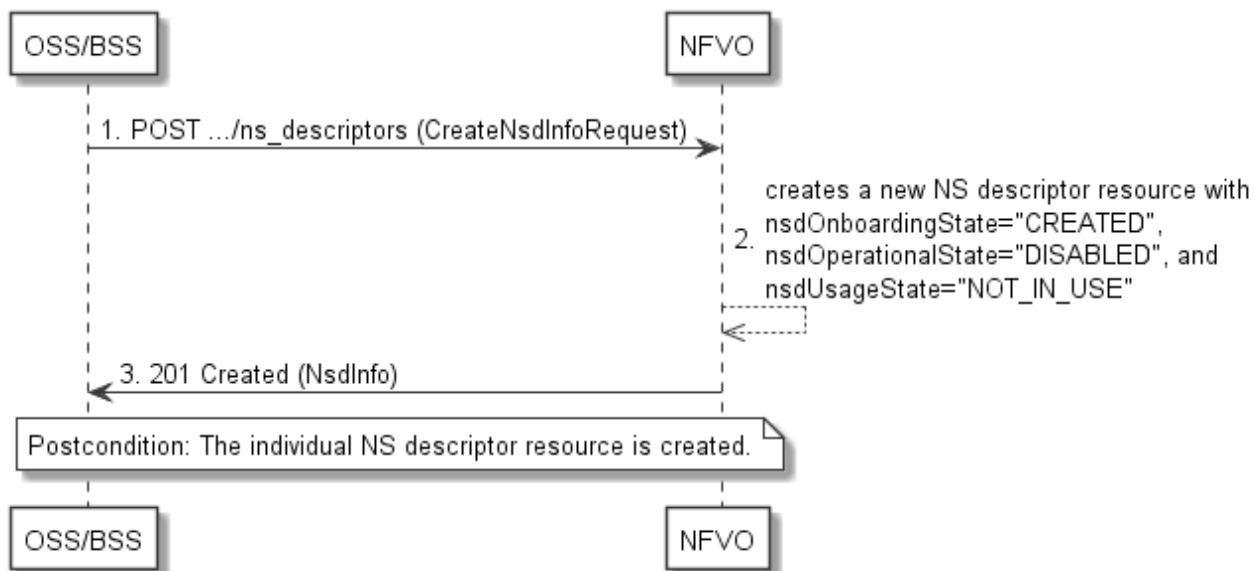 OSS/BSS
NFVO
1. POST .../ns_descriptors (CreateNsdInfoRequest)
creates a new NS descriptor resource with
nsdOnboardingState="CREATED",
2.
nsdOperationalState="DISABLED", and
nsdUsageState="NOT_IN_USE"
3. 201 Created (NsdInfo)
Postcondition: The individual NS descriptor resource is created.
OSS/BSS
NFVO